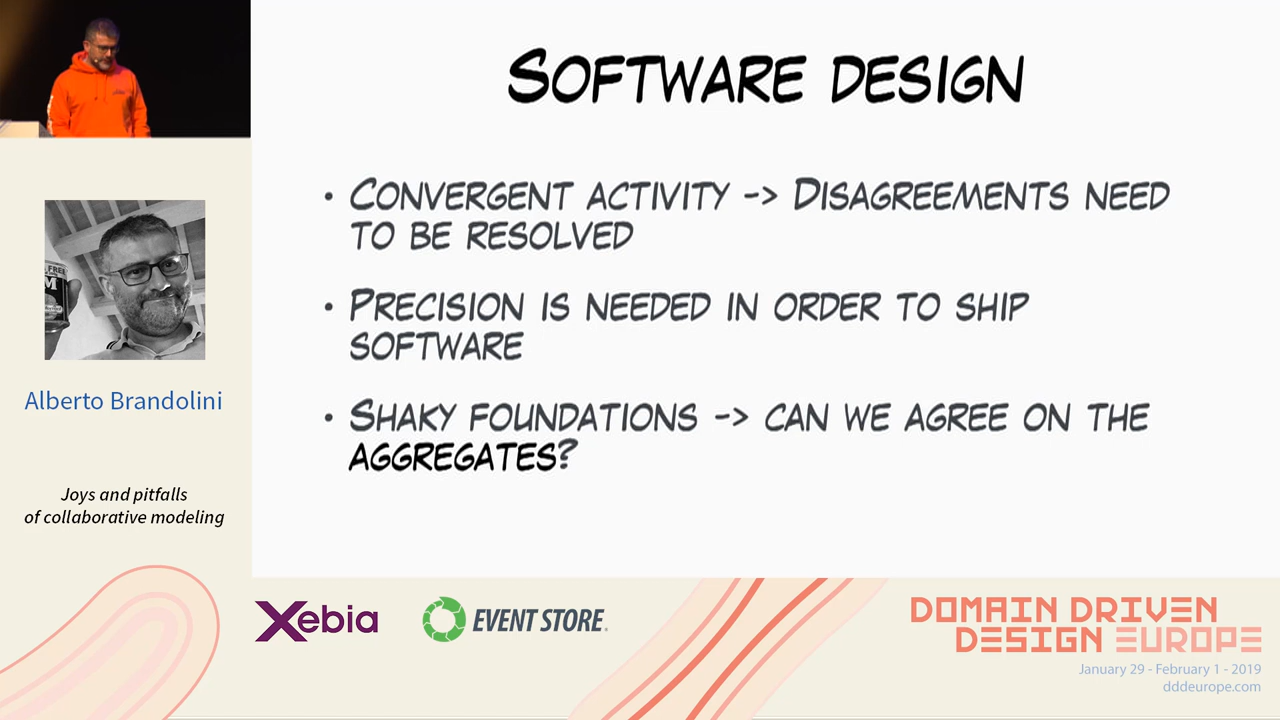 SOFTWARE DESIGN
• CONVERGENT ACTIVITY -> DISAGREEMENTS NEED
TO BE RESOLVED
• PRECISION IS NEEDED IN ORDER TO SHIP
SOFTWARE
• SHAKY FOUNDATIONS -> CAN WE AGREE ON THE
AGGREGATES?
FREE
M
Alberto Brandolini
Joys and pitfalls
of collaborative modeling
Xebia
EVENT STORE
DOMAIN DRIVEN
DESIGN EUROPE
January 29 - February 1 - 2019
dddeurope.com